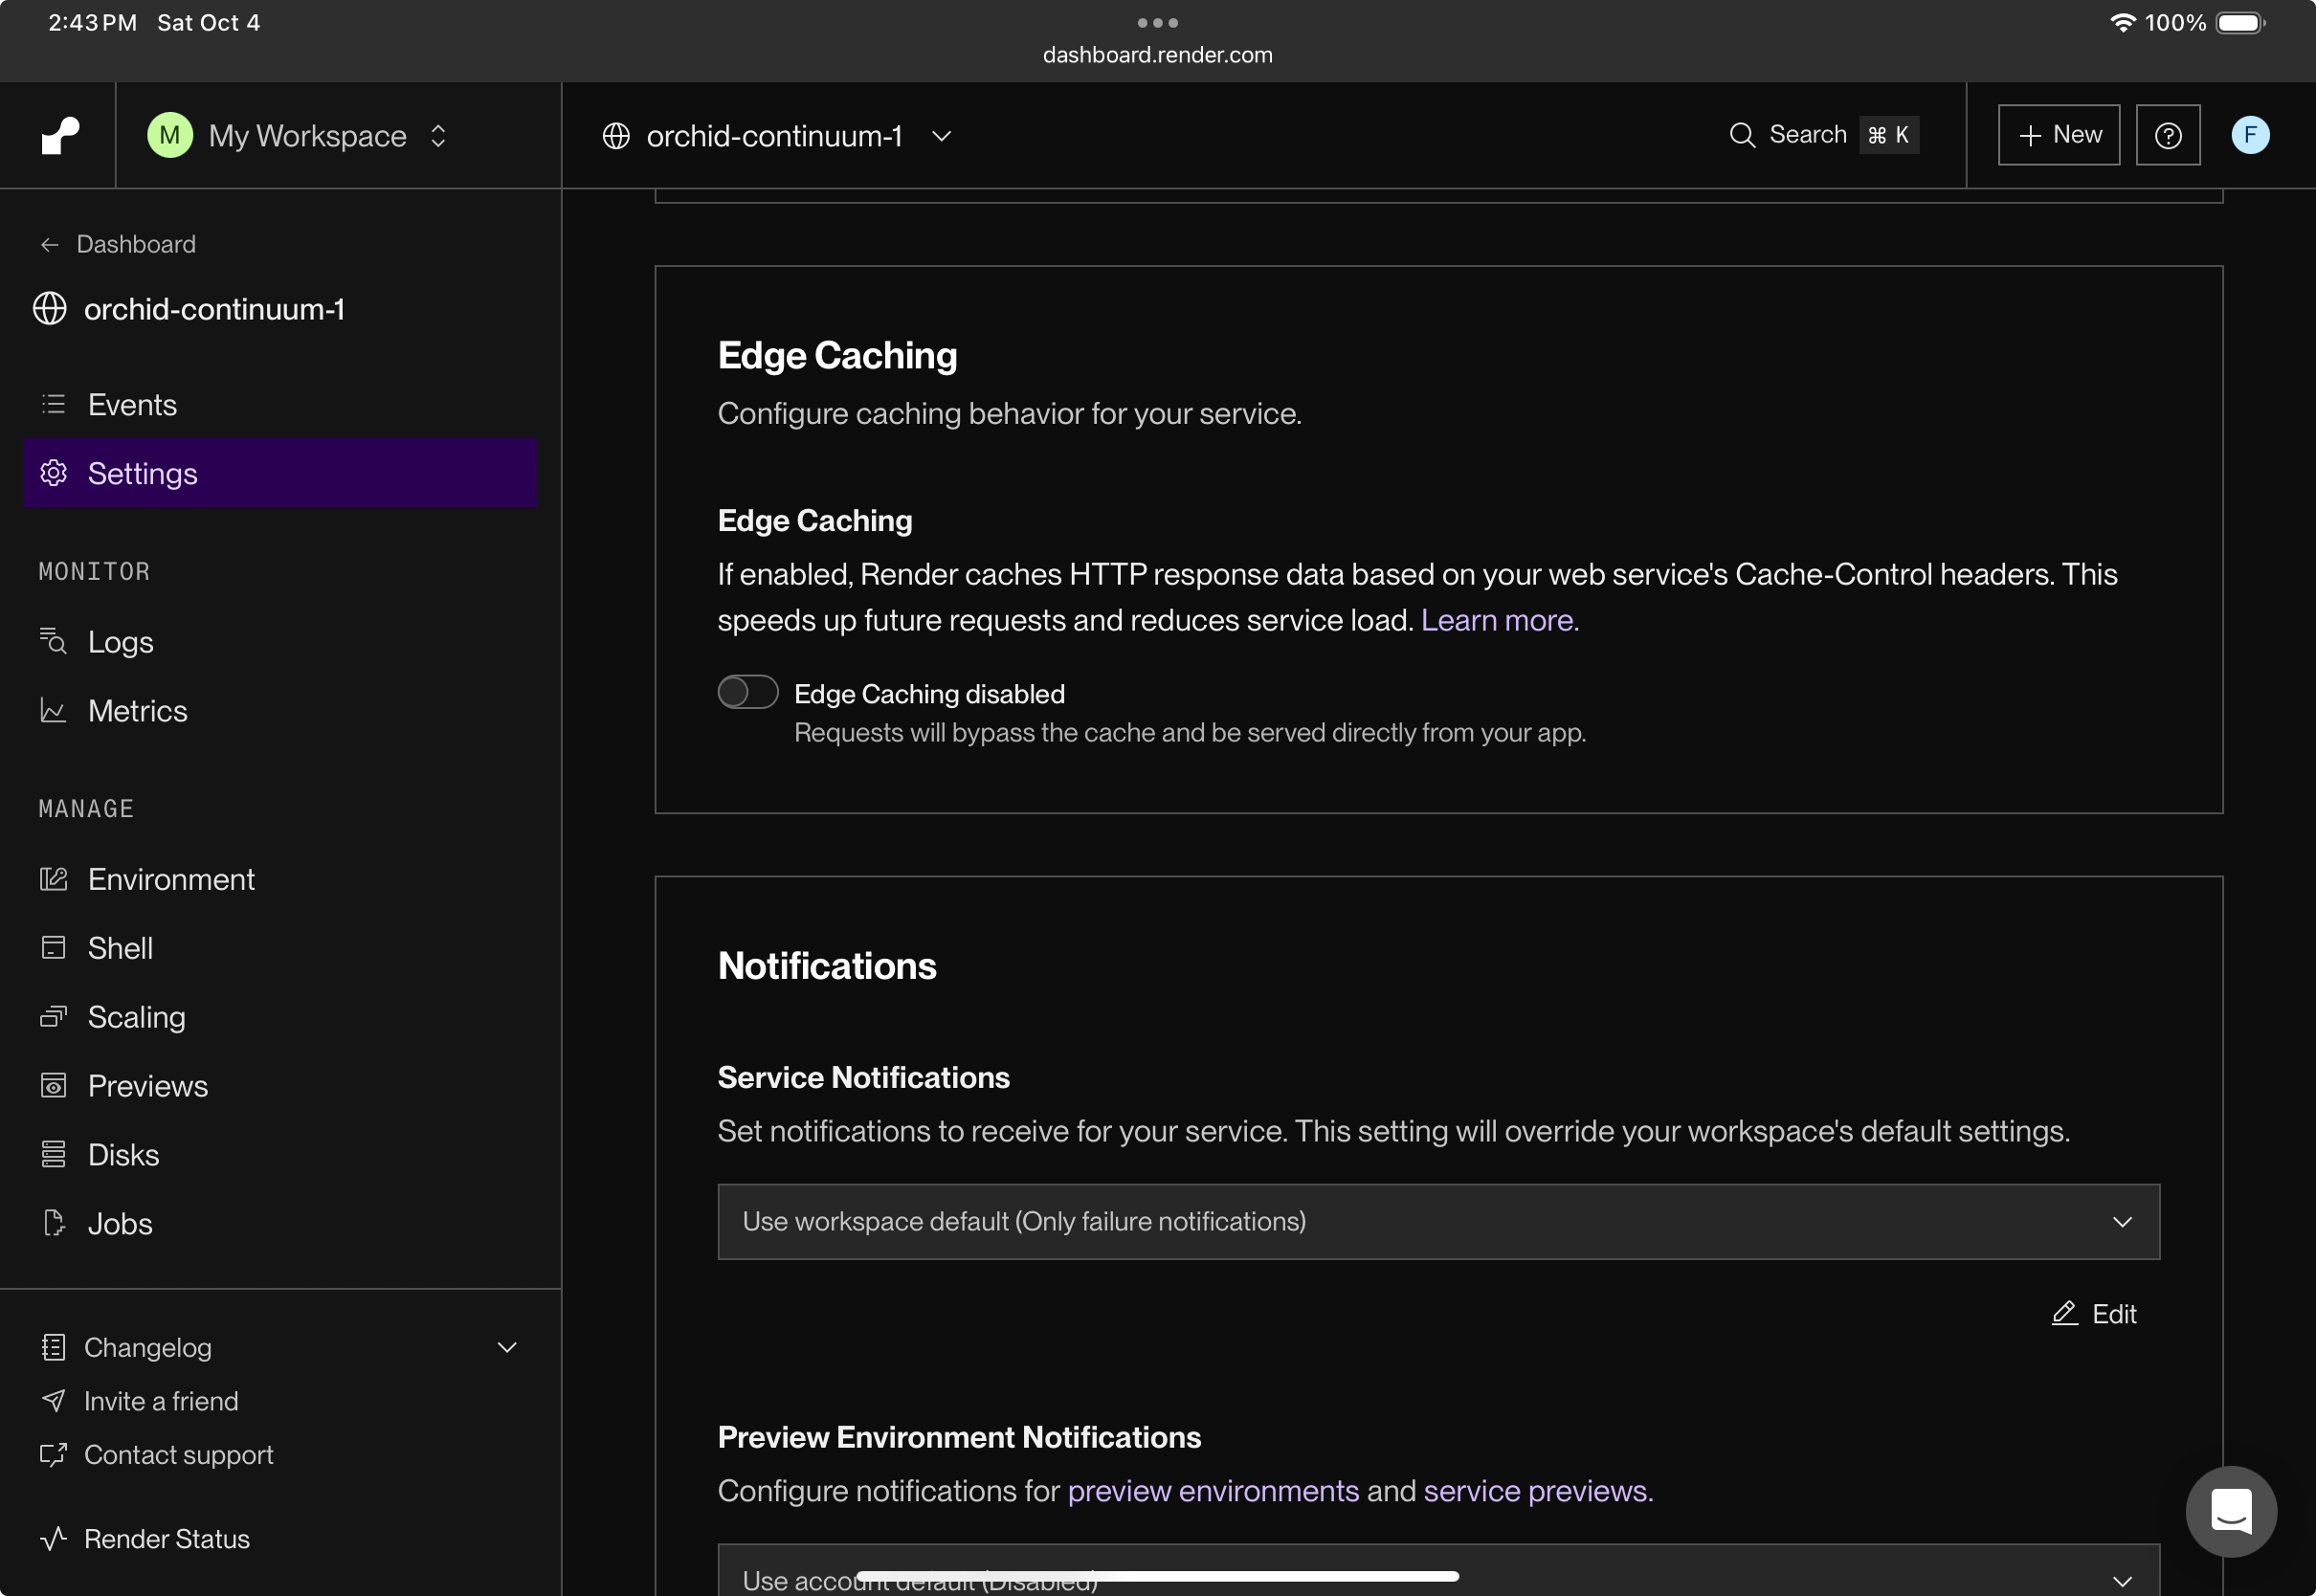 2:43 PM Sat Oct 4
100%
dashboard.render.com
M My Workspace
orchid-continuum-1
Search ⌘ K
+ New
F
← Dashboard
orchid-continuum-1
Events
Settings
MONITOR
Logs
Metrics
MANAGE
Environment
Shell
Scaling
Previews
Disks
Jobs
Changelog
Invite a friend
Contact support
Render Status
Edge Caching
Configure caching behavior for your service.
Edge Caching
If enabled, Render caches HTTP response data based on your web service's Cache-Control headers. This
speeds up future requests and reduces service load. Learn more.
Edge Caching disabled
Requests will bypass the cache and be served directly from your app.
Notifications
Service Notifications
Set notifications to receive for your service. This setting will override your workspace's default settings.
Use workspace default (Only failure notifications)
Edit
Preview Environment Notifications
Configure notifications for preview environments and service previews.
Use account default (Disabled)